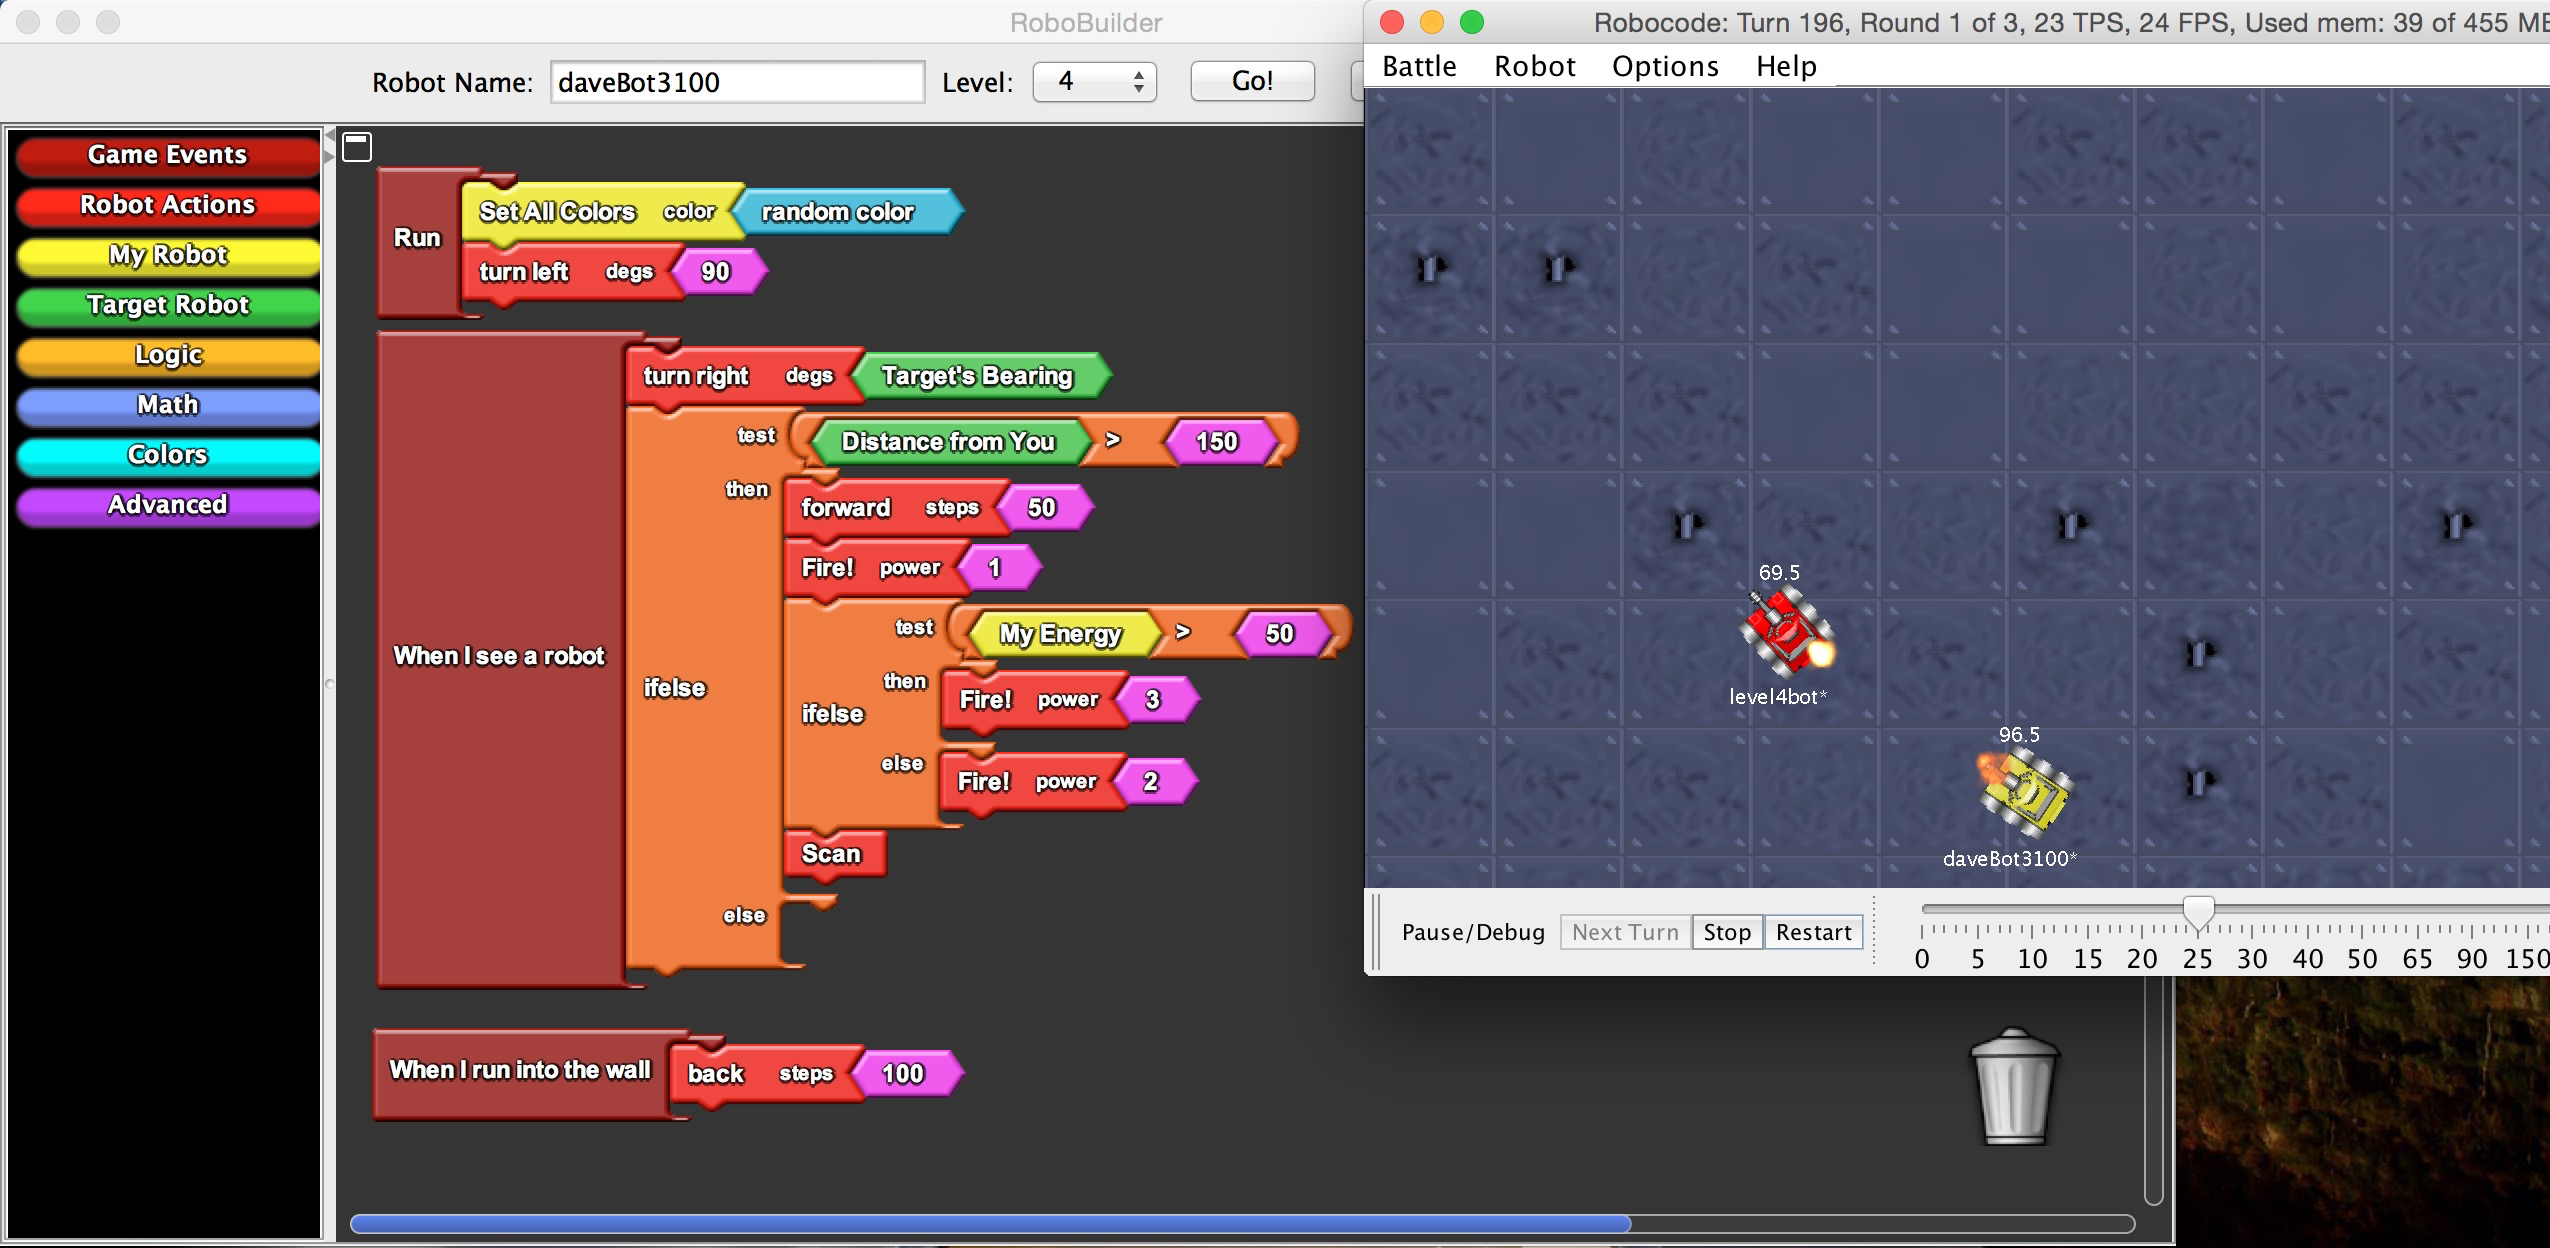 RoboBuilder
Robot Name: daveBot3100 Level: 4 Go!
Game Events
Robot Actions
My Robot
Target Robot
Logic
Math
Colors
Advanced
Run
Set All Colors color random color
turn left degs 90
When I see a robot
turn right degs Target's Bearing
ifelse
test Distance from You > 150
then
forward steps 50
Fire! power 1
ifelse
test My Energy > 50
then Fire! power 3
else Fire! power 2
Scan
else
When I run into the wall back steps 100
Robocode: Turn 196, Round 1 of 3, 23 TPS, 24 FPS, Used mem: 39 of 455 ME
Battle Robot Options Help
69.5
level4bot*
96.5
daveBot3100*
Pause/Debug Next Turn Stop Restart
0 5 10 15 20 25 30 40 50 65 90 150